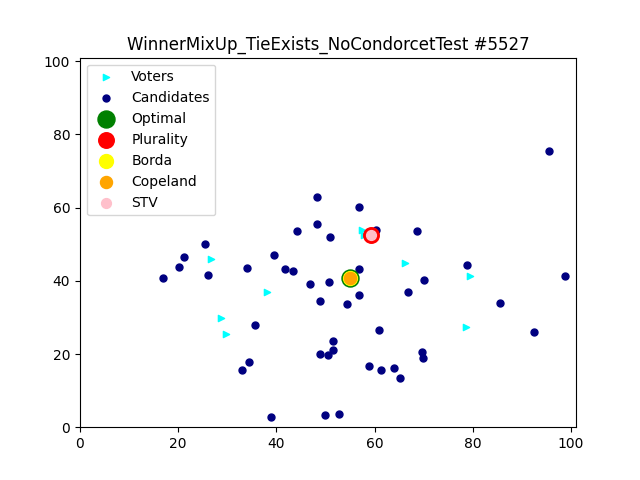 WinnerMixUp_TieExists_NoCondorcetTest #5527
100
80
60
40
20
0
Voters
Candidates
Optimal
Plurality
Borda
Copeland
STV
0 20 40 60 80 100